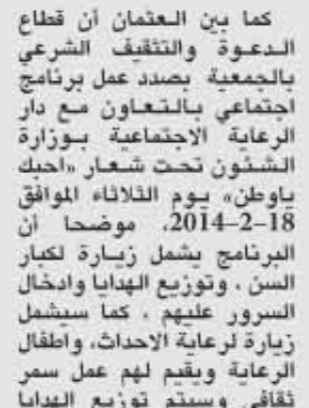 كما بين العثمان أن قطاع
الدعوة والتثقيف الشرعي
بالجمعية بصدد عمل برنامج
اجتماعي بالتعاون مع دار
الرعاية الاجتماعية بوزارة
الشئون تحت شعار «احبك
ياوطن» يوم الثلاثاء الموافق
18-2-2014، موضحا أن
البرنامج يشمل زيارة لكبار
السن ، وتوزيع الهدايا وادخال
السرور عليهم ، كما سيشمل
زيارة لرعاية الاحداث، واطفال
الرعاية ويقيم لهم عمل سمر
ثقافي وسيتم توزيع الهدايا